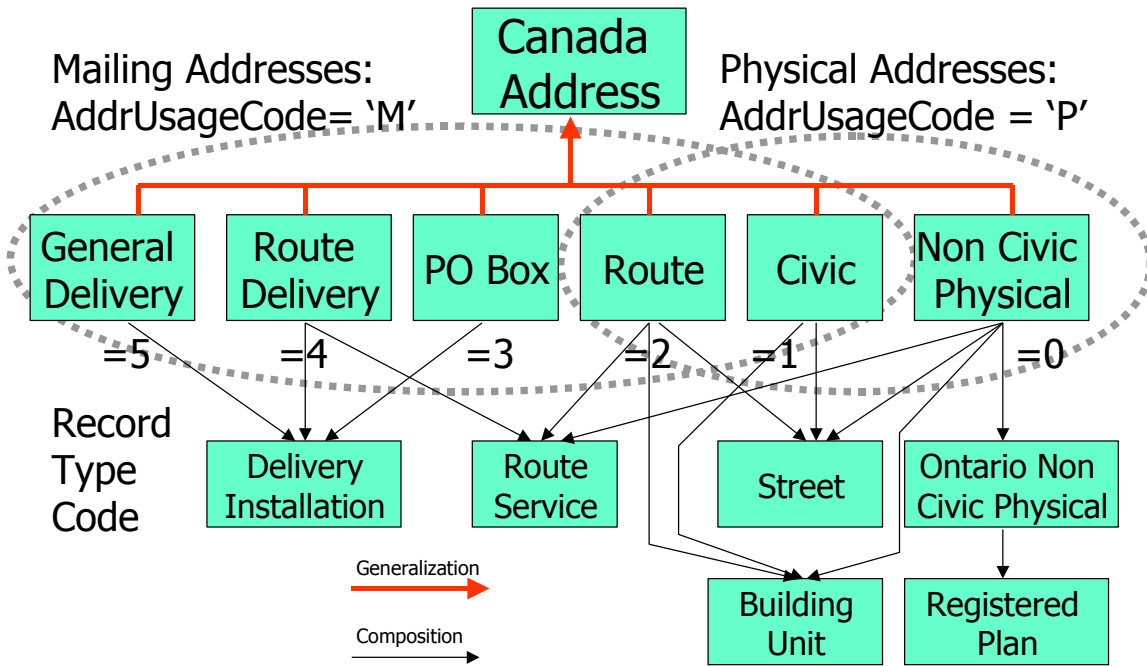 Canada
Address
Mailing Addresses:
AddrUsageCode= ‘M’
Physical Addresses:
AddrUsageCode = ‘P’
General
Delivery
Route
Delivery
PO Box
Route
Civic
Non Civic
Physical
=5
=4
=3
=2
=1
=0
Record
Type
Code
Delivery
Installation
Route
Service
Street
Ontario Non
Civic Physical
Generalization
Composition
Building
Unit
Registered
Plan